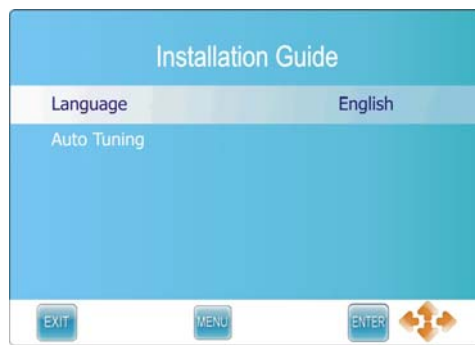 Installation Guide
Language English
Auto Tuning
EXIT MENU ENTER